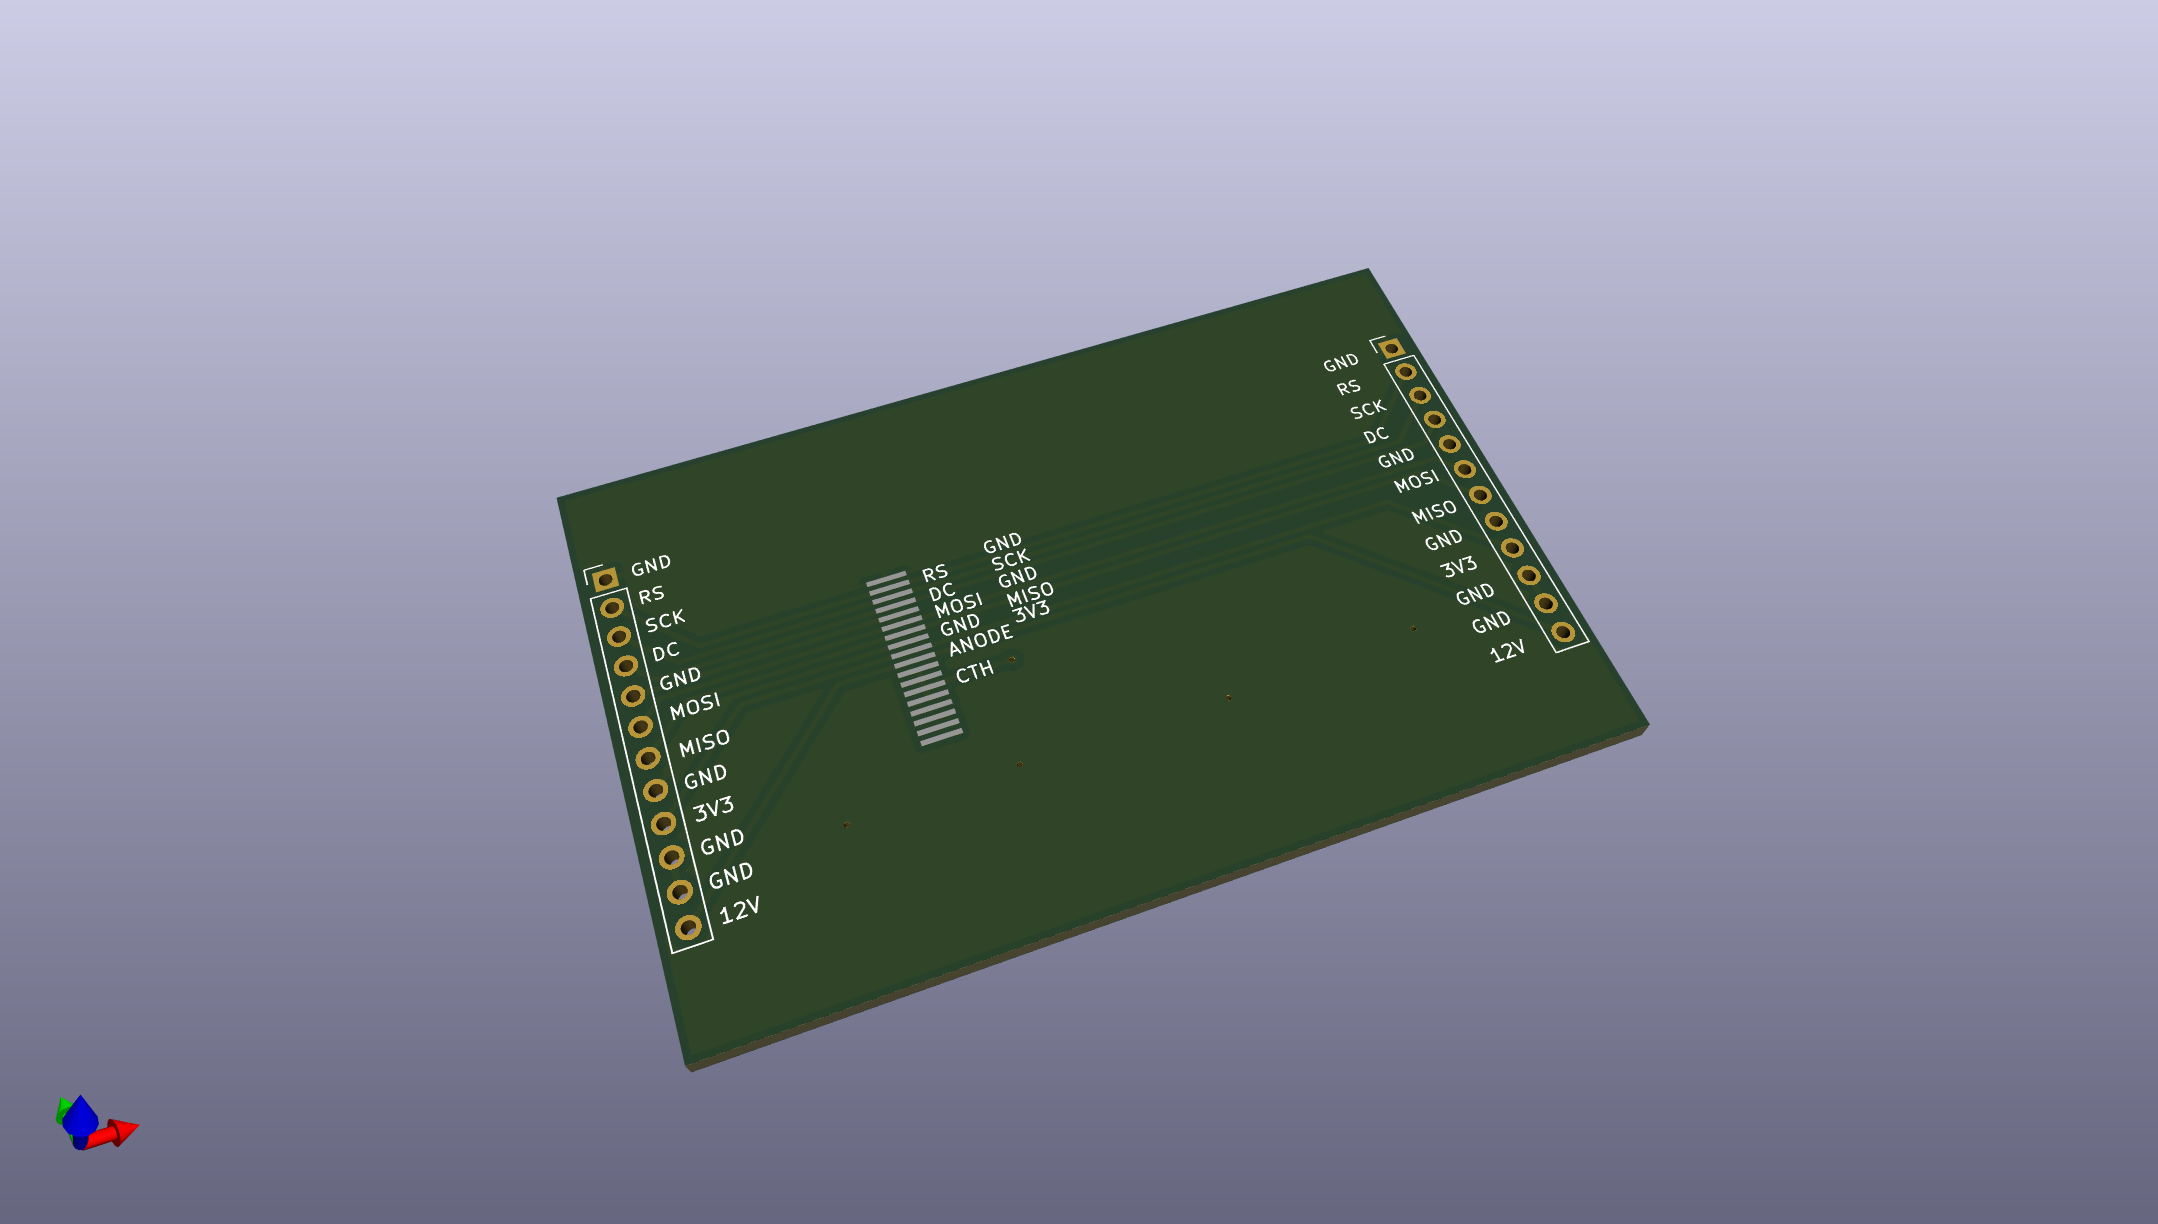 GND
RS
SCK
DC
GND
MOSI
MISO
GND
3V3
GND
GND
12V
GND
RS
SCK
DC
GND
MOSI
MISO
GND
ANODE
3V3
CTH
GND
RS
SCK
DC
GND
MOSI
MISO
GND
3V3
GND
GND
12V